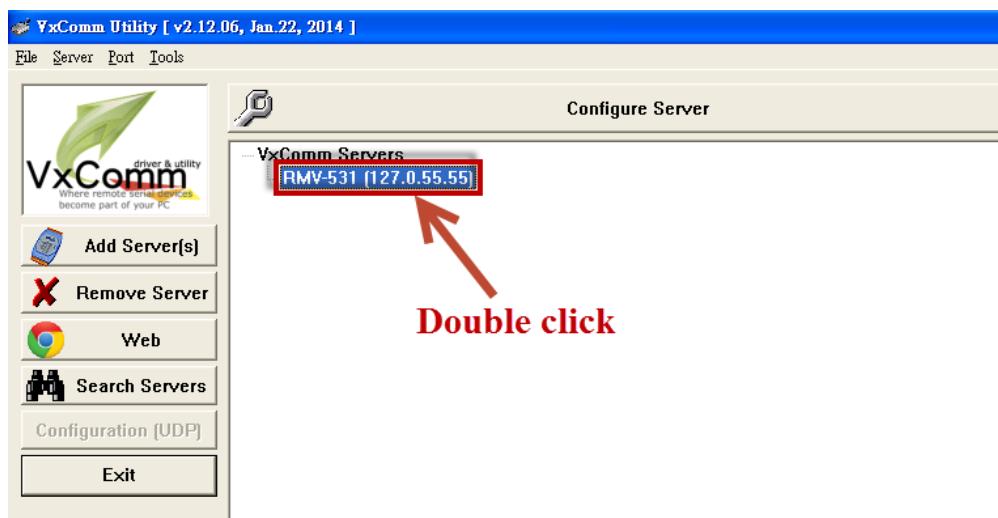 VxComm Utility [ v2.12.06, Jan.22, 2014 ]
File Server Port Tools
Configure Server
VxComm
driver & utility
Where remote serial devices
become part of your PC
VxComm Servers
RMV-531 (127.0.55.55)
Double click
Add Server(s)
Remove Server
Web
Search Servers
Configuration (UDP)
Exit